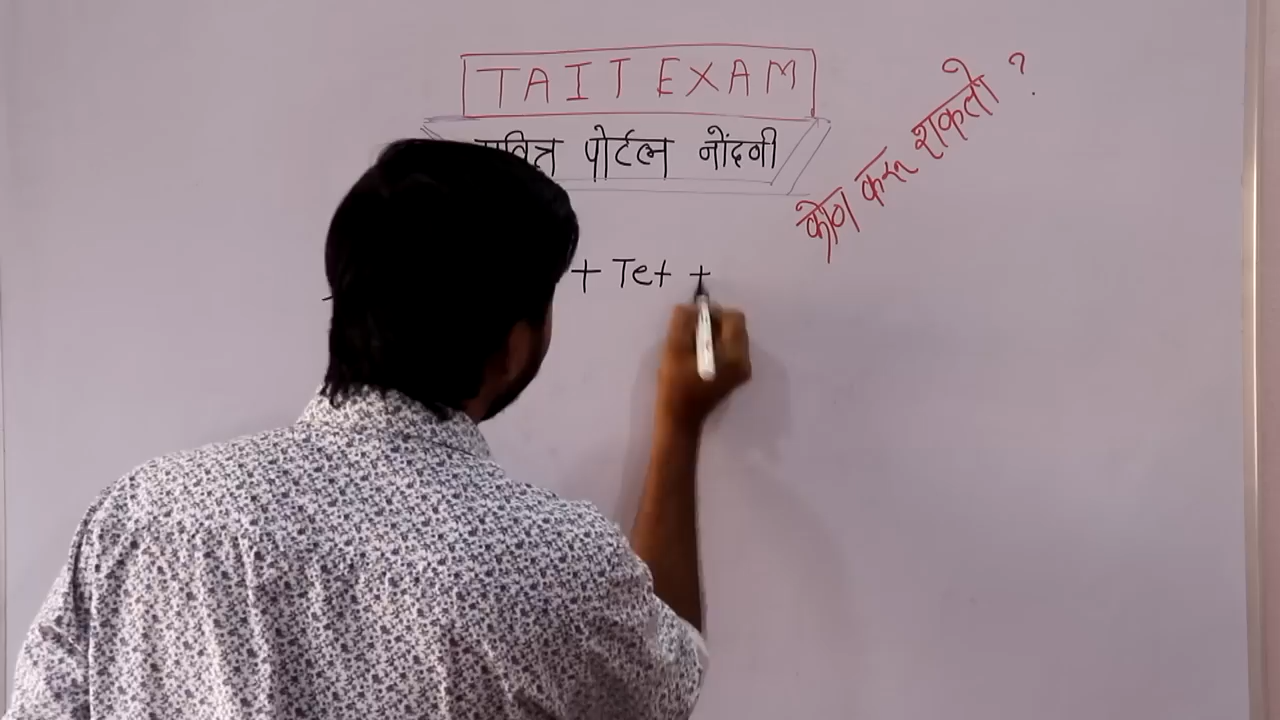 TAIT EXAM
पोर्टल नोंदणी
कोण करू शकतो ?
+ Tet +